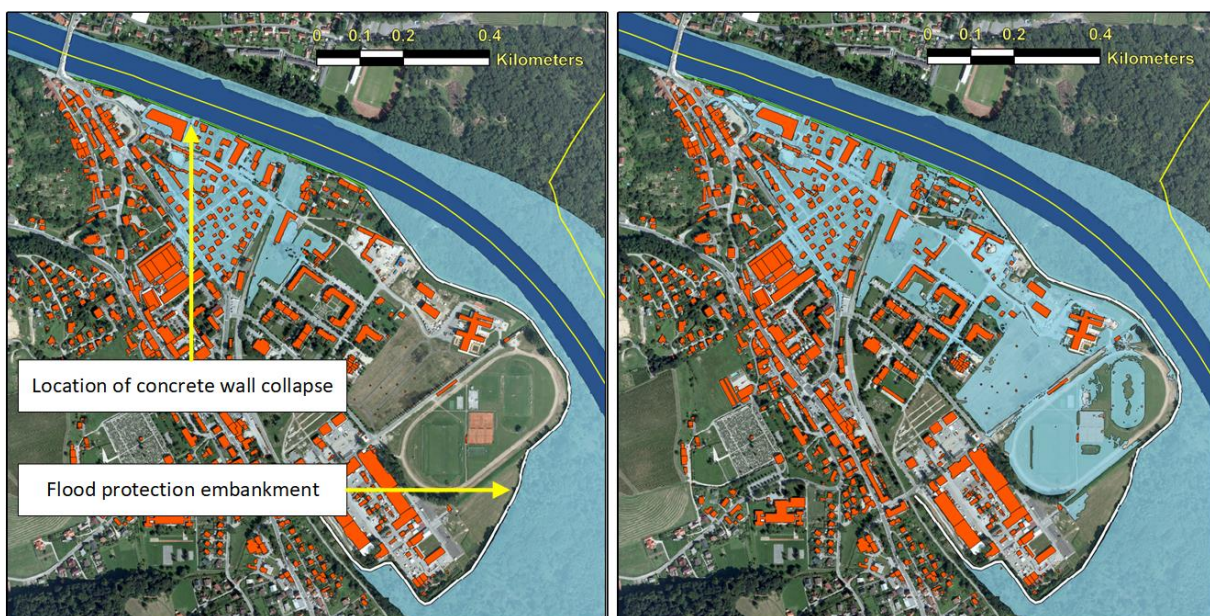 0 0.1 0.2 0.4
Kilometers
Location of concrete wall collapse
Flood protection embankment
0 0.1 0.2 0.4
Kilometers